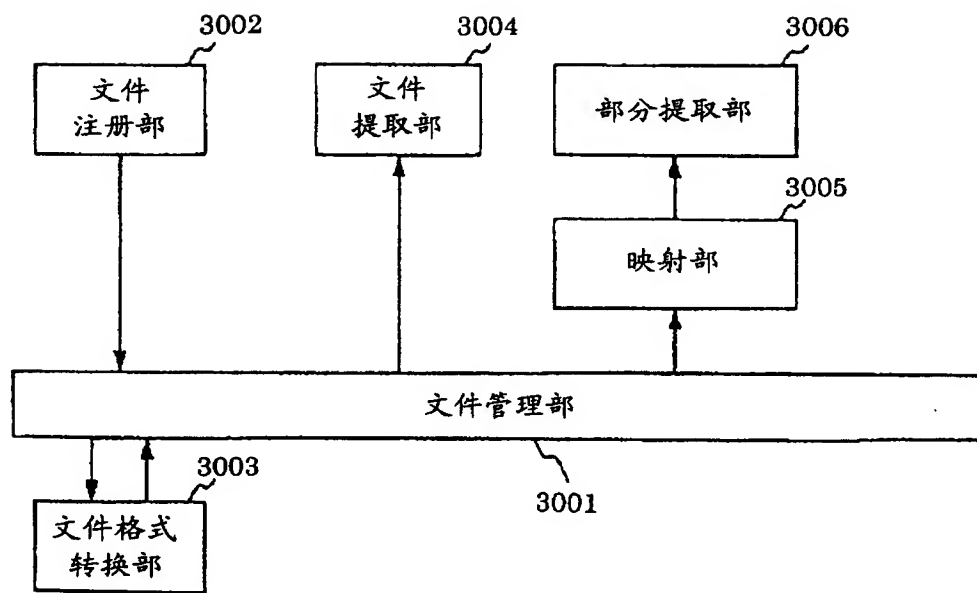 3002
文件
注册部
3004
文件
提取部
3006
部分提取部
3005
映射部
文件管理部
3001
3003
文件格式
转换部